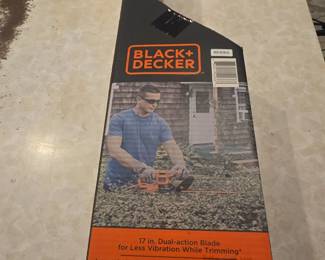 BLACK+
DECKER
17 in. Dual-action Blade
for Less Vibration While Trimming*